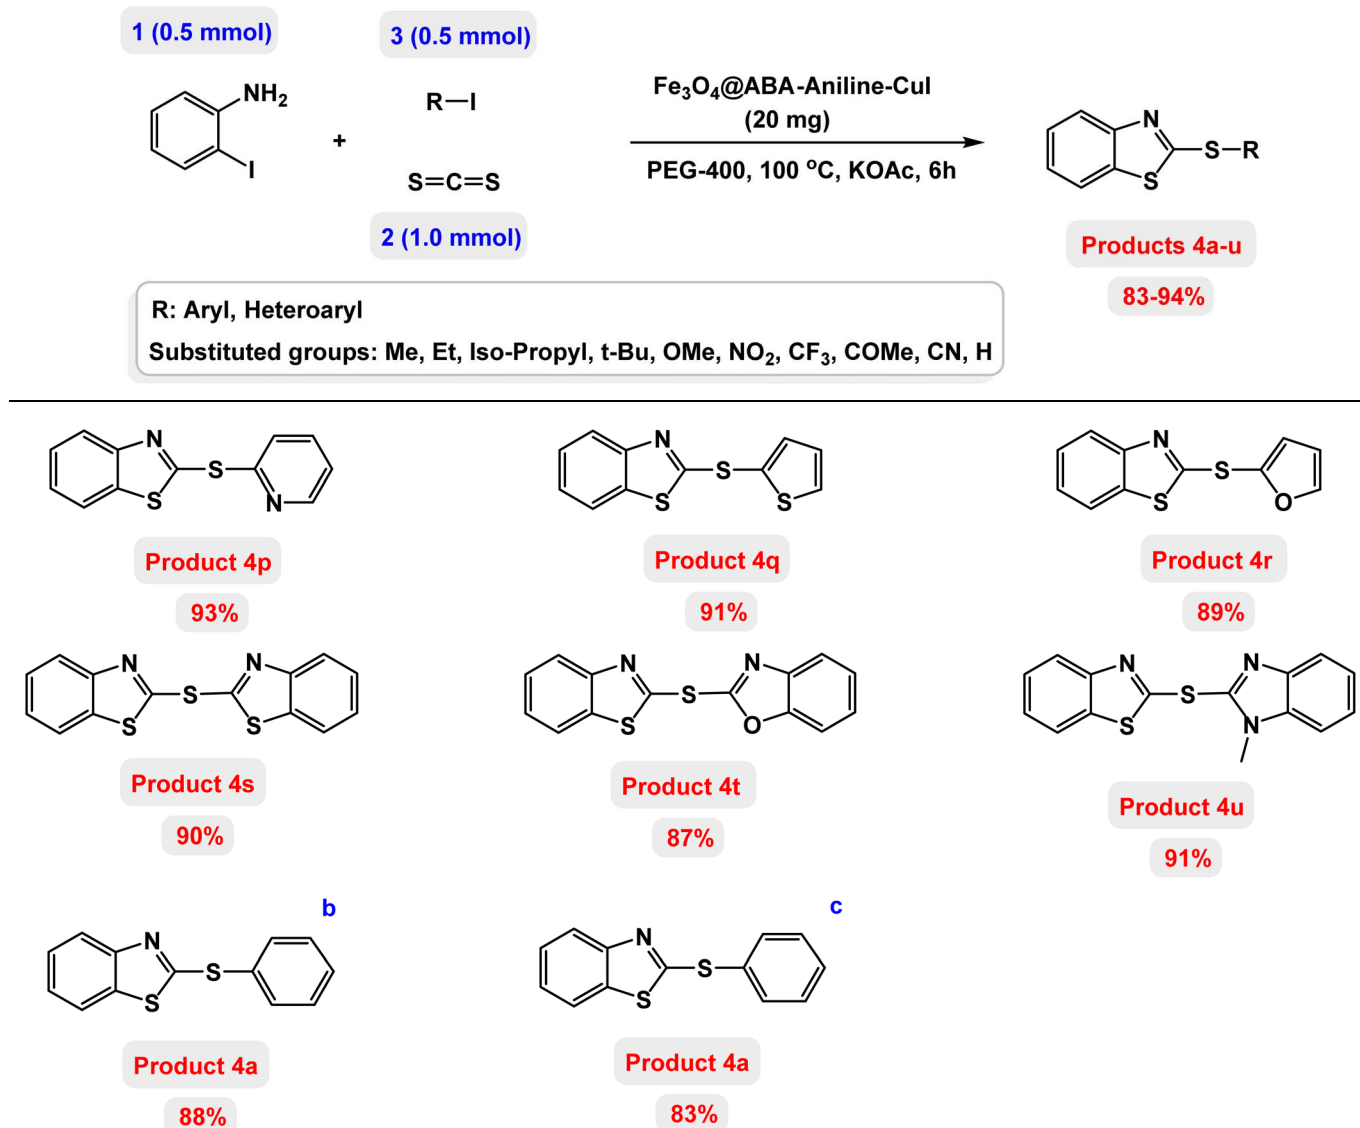 1 (0.5 mmol)
3 (0.5 mmol)
NH₂
I
+
R—I
S=C=S
2 (1.0 mmol)
Fe₃O₄@ABA-Aniline-CuI
(20 mg)
PEG-400, 100 °C, KOAc, 6h
N
S
S—R
Products 4a-u
83-94%
R: Aryl, Heteroaryl
Substituted groups: Me, Et, Iso-Propyl, t-Bu, OMe, NO₂, CF₃, COMe, CN, H
N
S
S
N
Product 4p
93%
N
S
S
S
Product 4q
91%
N
S
S
O
Product 4r
89%
N
S
S
N
S
Product 4s
90%
N
S
S
N
O
Product 4t
87%
N
S
S
N
N
Product 4u
91%
b
N
S
S
Product 4a
88%
c
N
S
S
Product 4a
83%